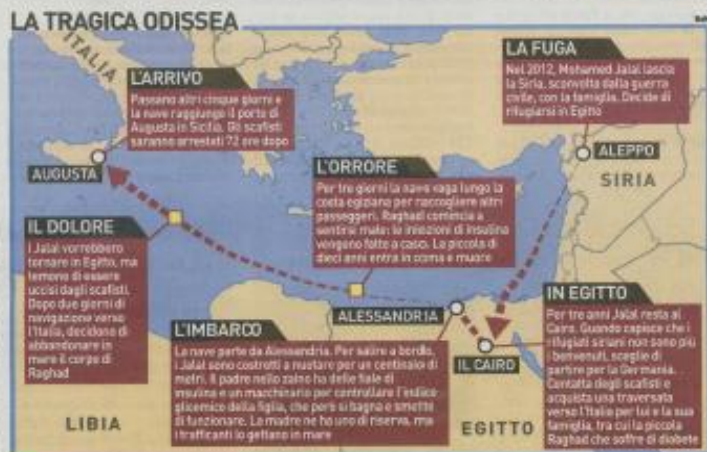 LA TRAGICA ODISSEA
ITALIA
L'ARRIVO
Passano altri cinque giorni e
la nave raggiunge il porto di
Augusta in Sicilia. Gli scafisti
saranno arrestati 72 ore dopo
AUGUSTA
LA FUGA
Nel 2012, Mohamed Jalal lascia
la Siria, sconvolta dalla guerra
civile, con la famiglia. Decide di
rifugiarsi in Egitto
ALEPPO
SIRIA
L'ORRORE
Per tre giorni la nave vaga lungo la
costa egiziana per raccogliere altri
passeggeri. Raghad comincia a
sentirsi male: le iniezioni di insulina
vengono fatte a caso. La piccola di
dieci anni entra in coma e muore
IL DOLORE
I Jalal vorrebbero
tornare in Egitto, ma
temono di essere
uccisi dagli scafisti.
Dopo due giorni di
navigazione verso
l'Italia, decidono di
abbandonare in
mare il corpo di
Raghad
L'IMBARCO
La nave parte da Alessandria. Per salire a bordo,
i Jalal sono costretti a nuotare per un centinaio di
metri. Il padre nello zaino ha delle fiale di
insulina e un macchinario per controllare l'indice
glicemico della figlia, che però si bagna e smette
di funzionare. La madre ne ha uno di riserva, ma
i trafficanti lo gettano in mare
ALESSANDRIA
IL CAIRO
IN EGITTO
Per tre anni Jalal resta al
Cairo. Quando capisce che i
rifugiati siriani non sono più
i benvenuti, sceglie di
partire per la Germania.
Contatta degli scafisti e
acquista una traversata
verso l'Italia per lui e la sua
famiglia, tra cui la piccola
Raghad che soffre di diabete
LIBIA
EGITTO